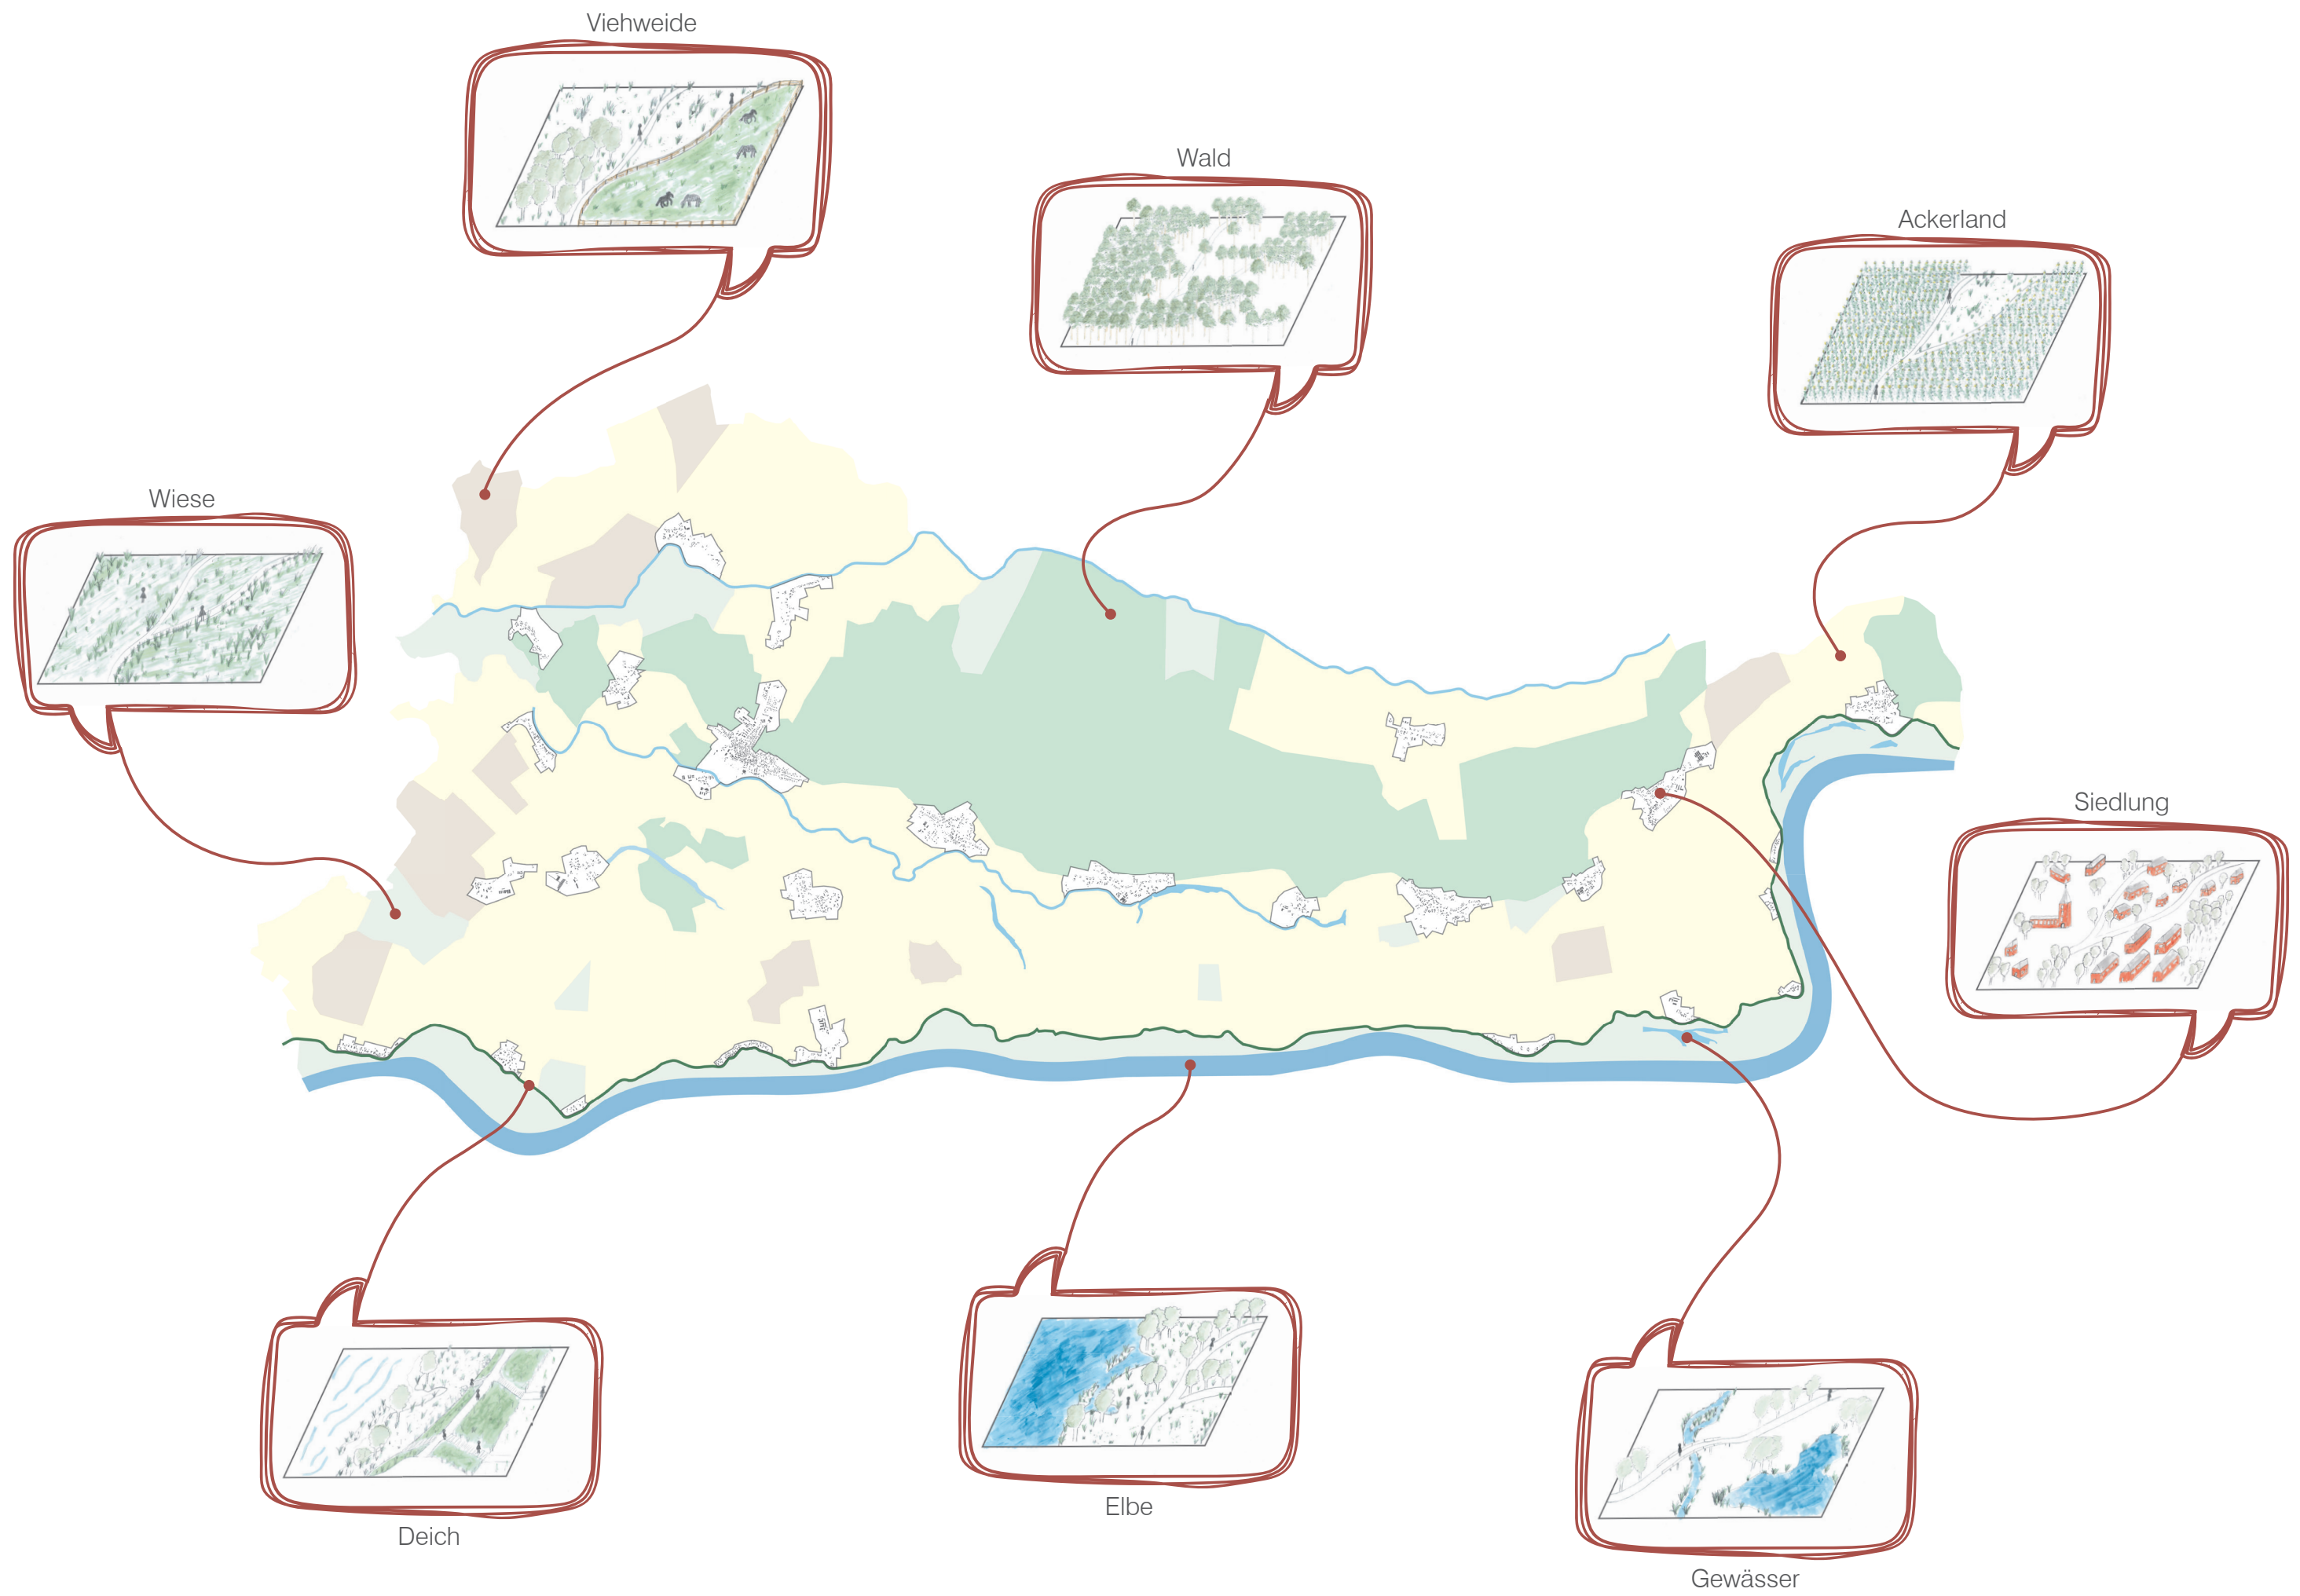 Viehweide
Wald
Ackerland
Wiese
Siedlung
Deich
Elbe
Gewässer